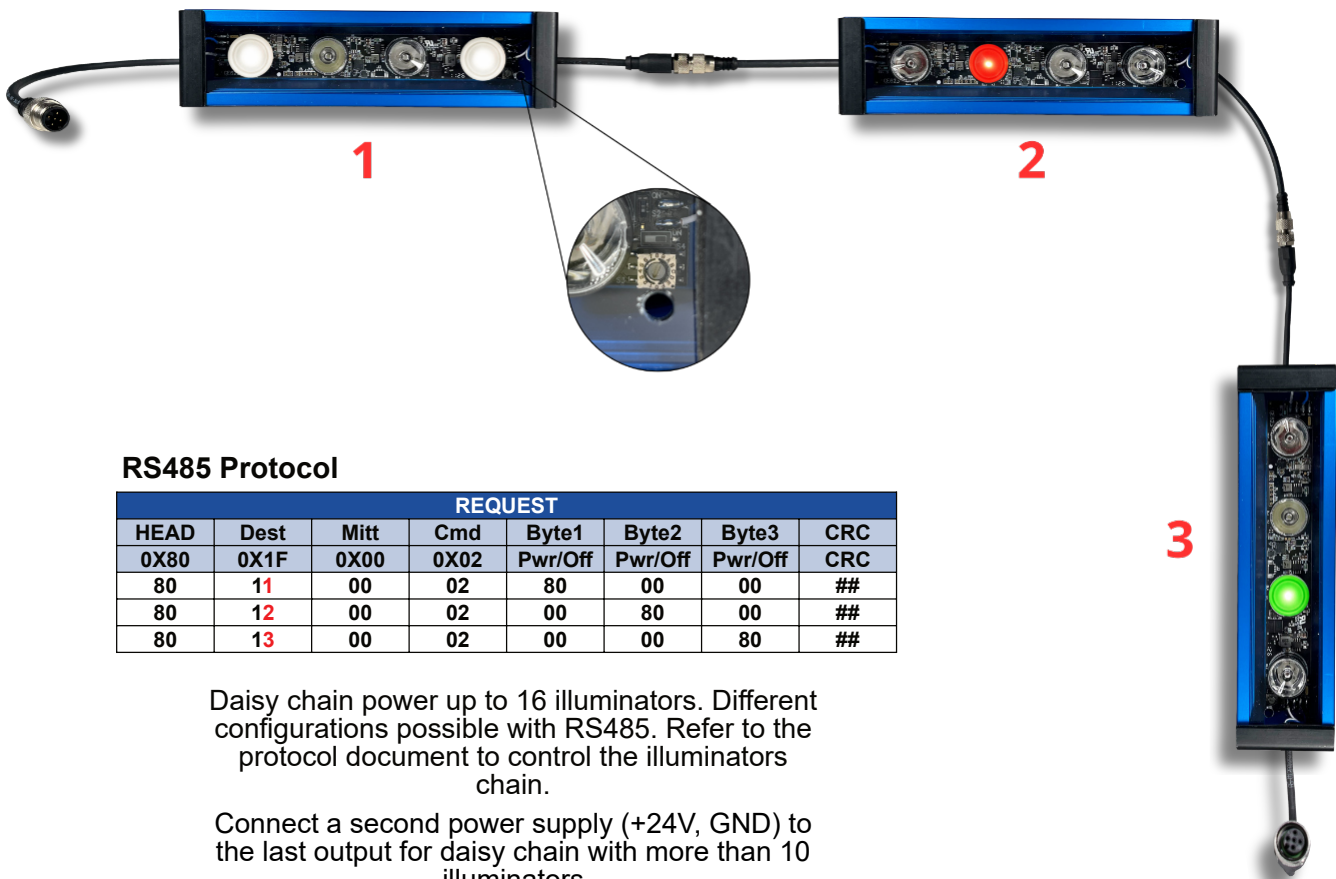 1
2
3
RS485 Protocol
REQUEST
HEAD Dest Mitt Cmd Byte1 Byte2 Byte3 CRC
0X80 0X1F 0X00 0X02 Pwr/Off Pwr/Off Pwr/Off CRC
80 11 00 02 80 00 00 ##
80 12 00 02 00 80 00 ##
80 13 00 02 00 00 80 ##
Daisy chain power up to 16 illuminators. Different
configurations possible with RS485. Refer to the
protocol document to control the illuminators
chain.
Connect a second power supply (+24V, GND) to
the last output for daisy chain with more than 10
illuminators